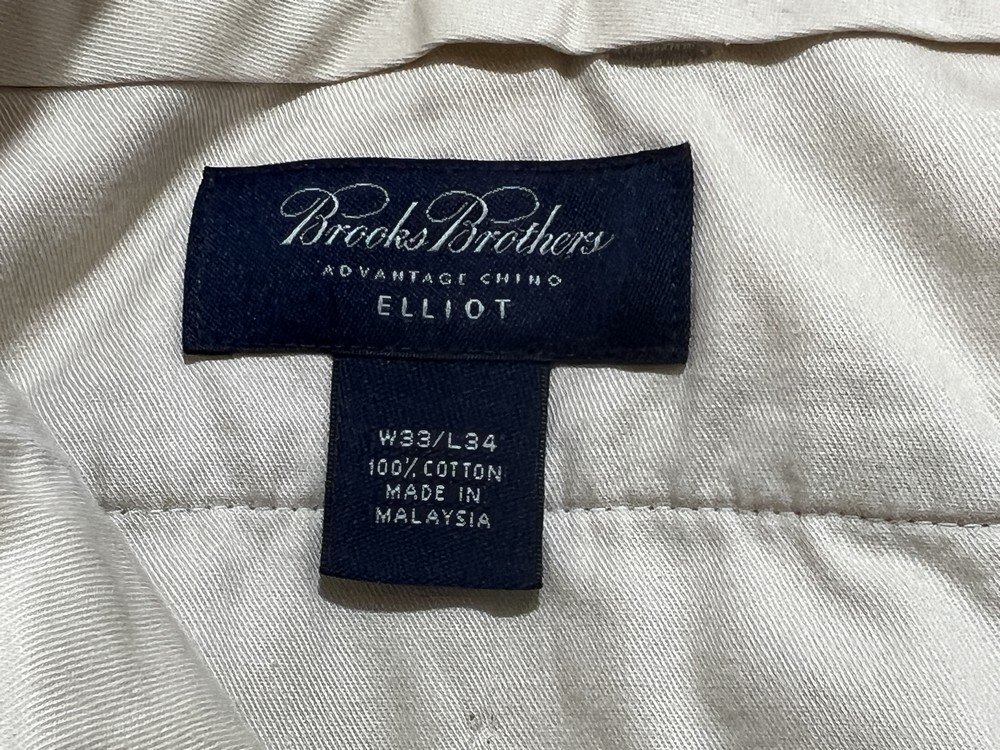 Brooks Brothers
ADVANTAGE CHINO
ELLIOT
W33/L34
100% COTTON
MADE IN
MALAYSIA